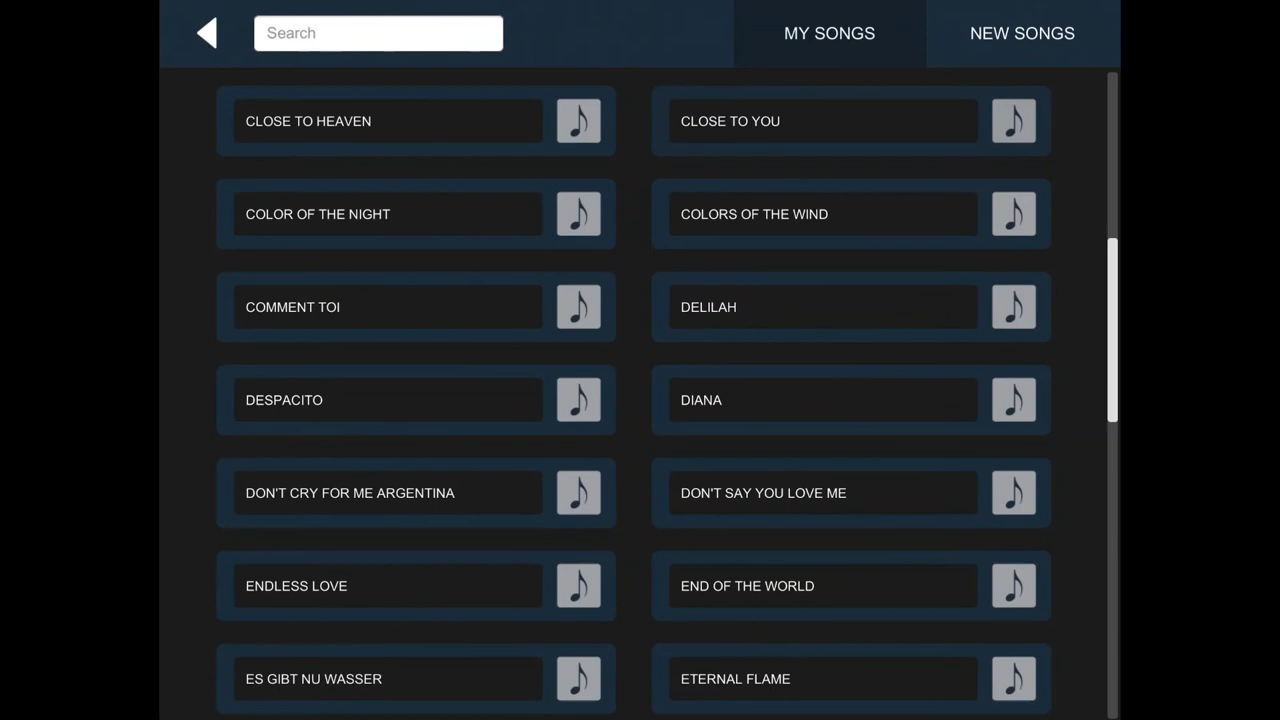 Search
MY SONGS
NEW SONGS
CLOSE TO HEAVEN
CLOSE TO YOU
COLOR OF THE NIGHT
COLORS OF THE WIND
COMMENT TOI
DELILAH
DESPACITO
DIANA
DON'T CRY FOR ME ARGENTINA
DON'T SAY YOU LOVE ME
ENDLESS LOVE
END OF THE WORLD
ES GIBT NU WASSER
ETERNAL FLAME